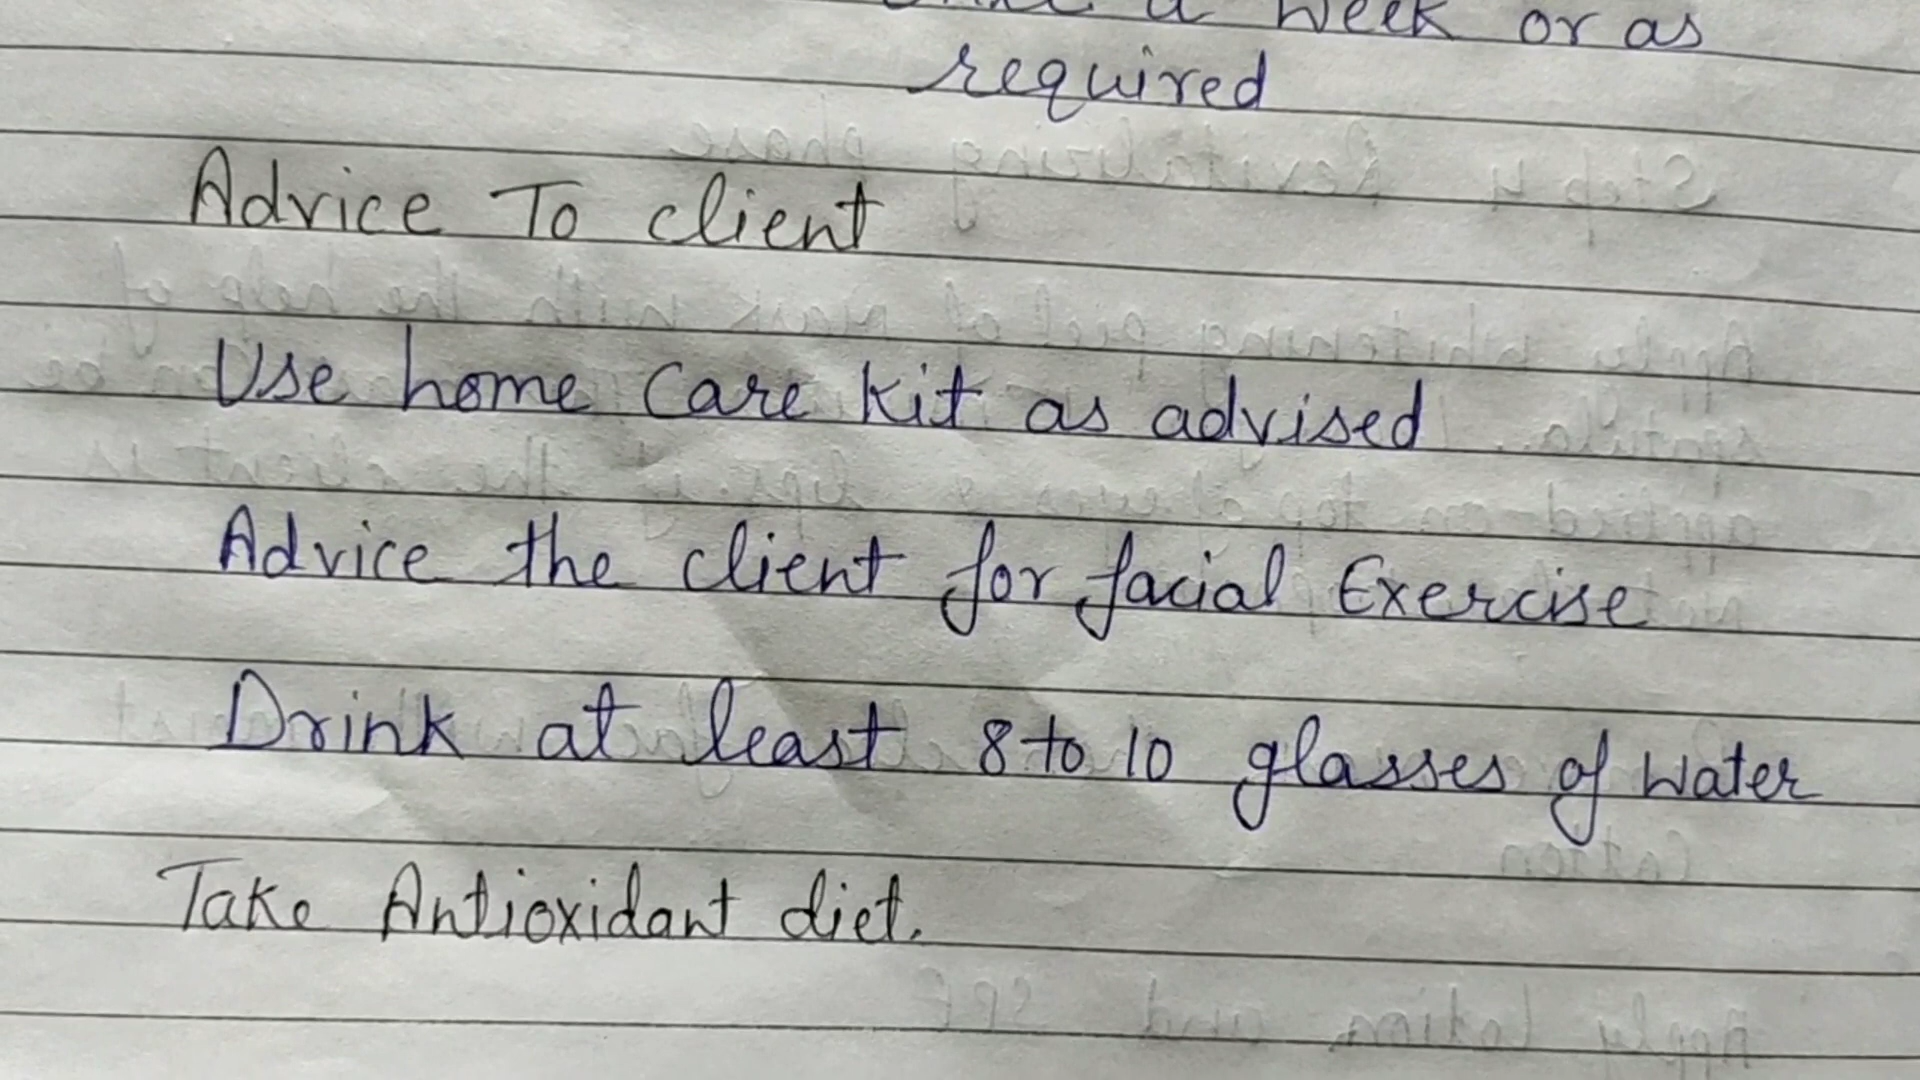 a week or as
required
Advice To client
Use home care kit as advised
Advice the client for facial Exercise
Drink at least 8 to 10 glasses of water
Take Antioxidant diet.